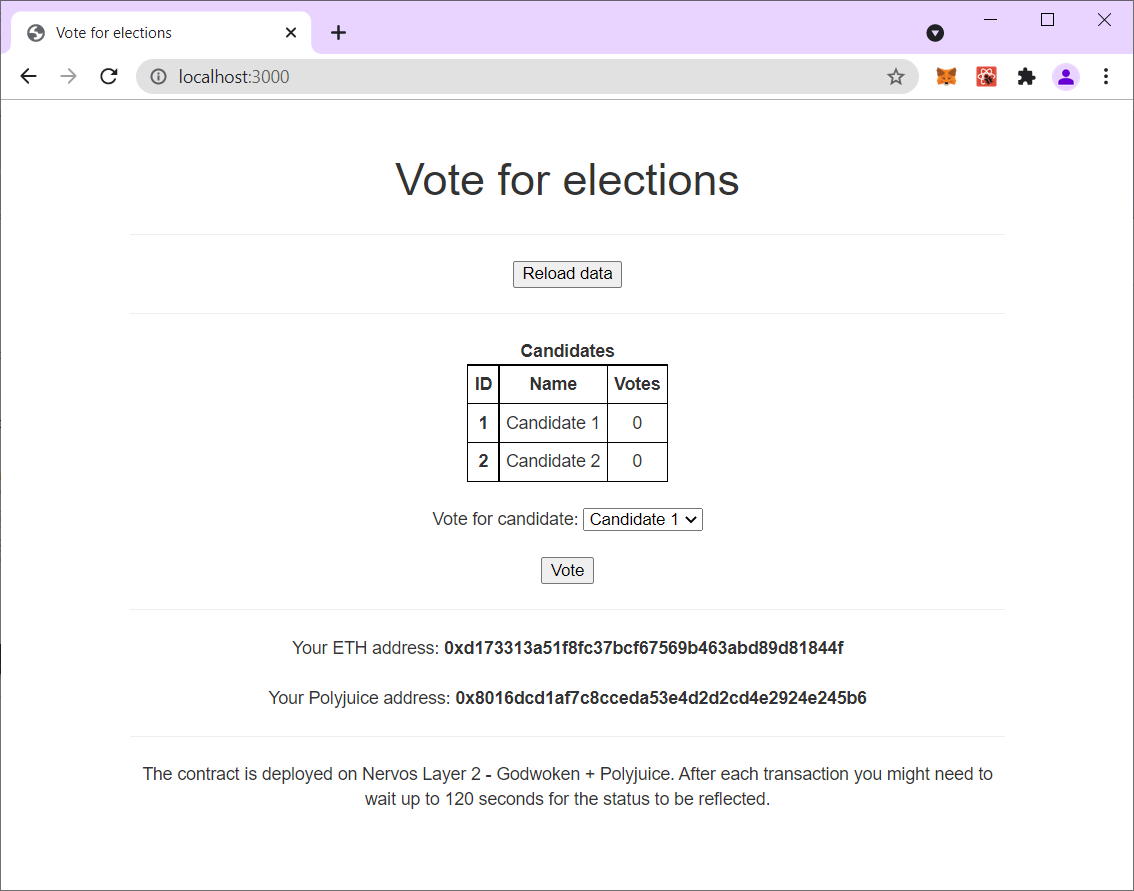 Vote for elections
localhost:3000
Vote for elections
Reload data
Candidates
ID Name Votes
1 Candidate 1 0
2 Candidate 2 0
Vote for candidate: Candidate 1
Vote
Your ETH address: 0xd173313a51f8fc37bcf67569b463abd89d81844f
Your Polyjuice address: 0x8016dcd1af7c8cceda53e4d2d2cd4e2924e245b6
The contract is deployed on Nervos Layer 2 - Godwoken + Polyjuice. After each transaction you might need to
wait up to 120 seconds for the status to be reflected.